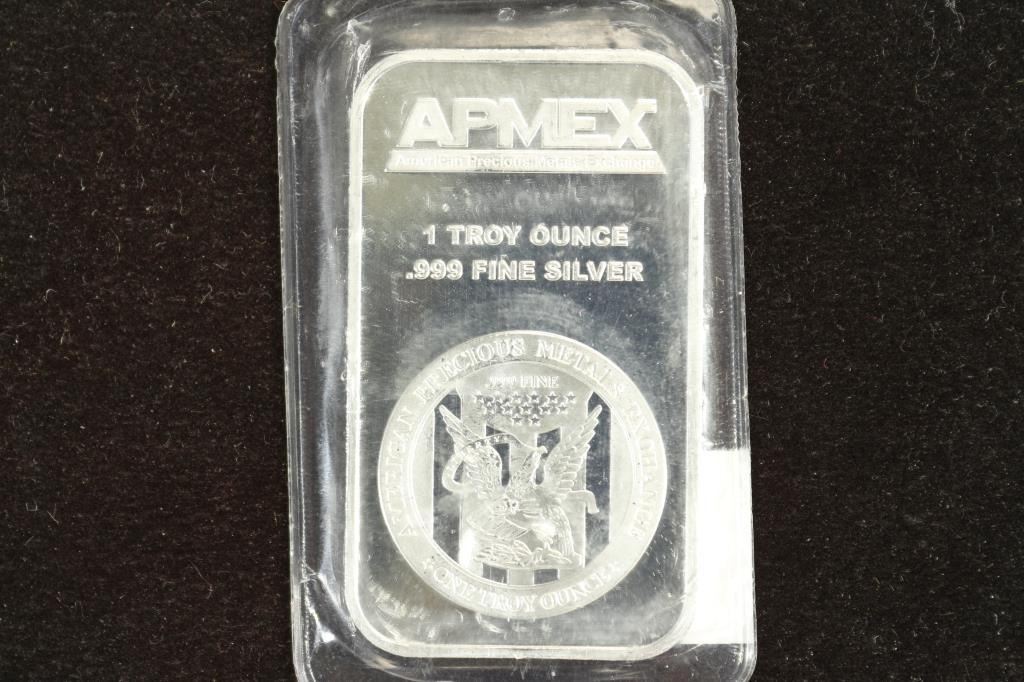 APMEX
American Precious Metals Exchange
1 TROY OUNCE
.999 FINE SILVER
AMERICAN PRECIOUS METALS EXCHANGE
.999 FINE
ONE TROY OUNCE